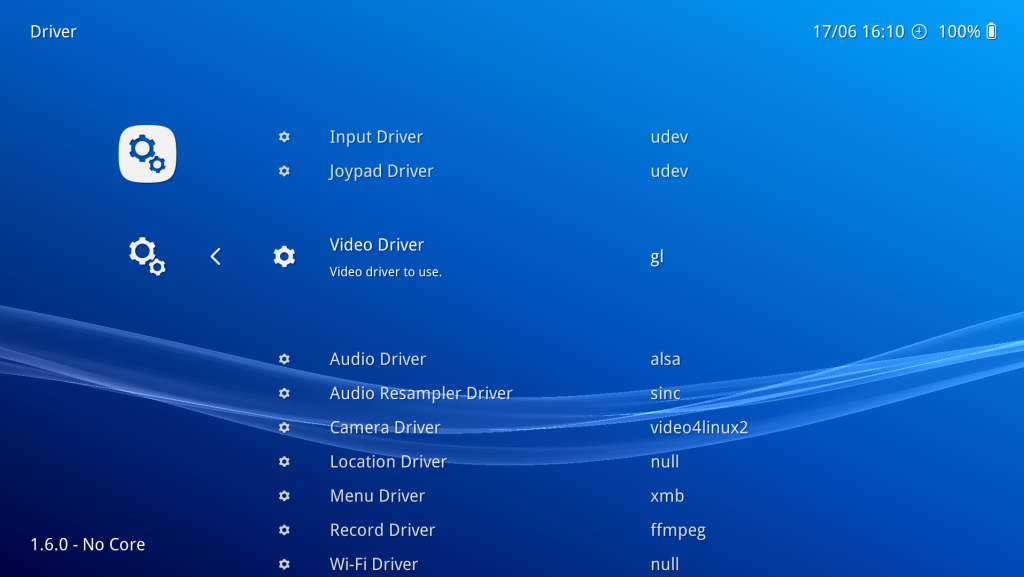 Driver
17/06 16:10 100%
Input Driver udev
Joypad Driver udev
Video Driver gl
Video driver to use.
Audio Driver alsa
Audio Resampler Driver sinc
Camera Driver video4linux2
Location Driver null
Menu Driver xmb
Record Driver ffmpeg
Wi-Fi Driver null
1.6.0 - No Core